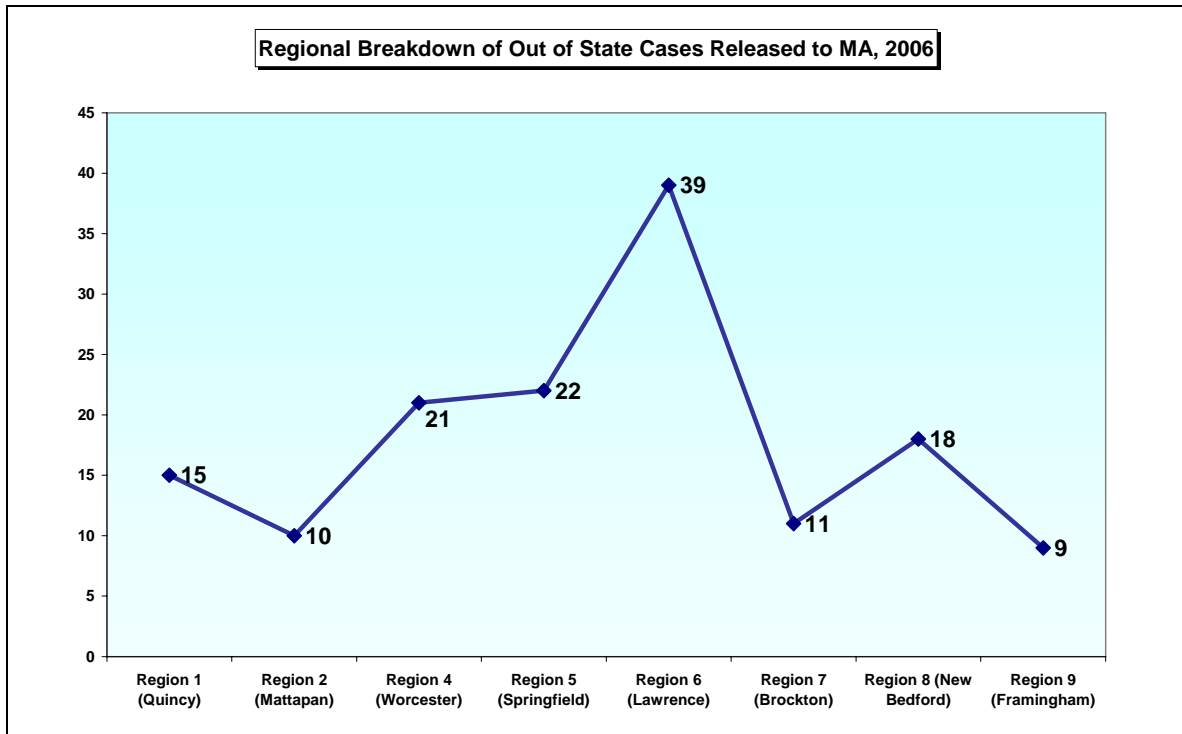 Regional Breakdown of Out of State Cases Released to MA, 2006
45
40
35
30
25
20
15
10
5
0
15
10
21
22
39
11
18
9
Region 1
(Quincy)
Region 2
(Mattapan)
Region 4
(Worcester)
Region 5
(Springfield)
Region 6
(Lawrence)
Region 7
(Brockton)
Region 8 (New
Bedford)
Region 9
(Framingham)